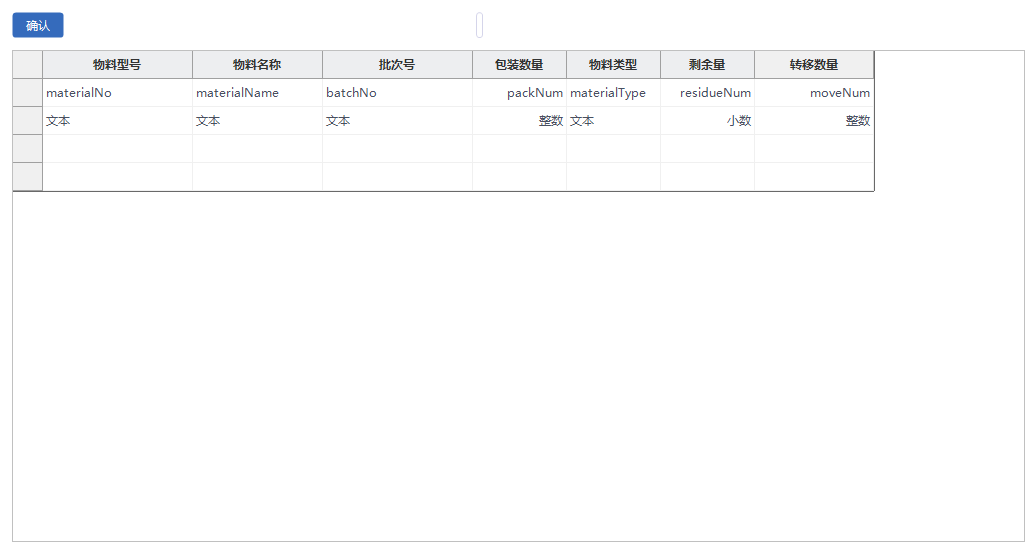 确认
物料型号 物料名称 批次号 包装数量 物料类型 剩余量 转移数量
materialNo materialName batchNo packNum materialType residueNum moveNum
文本 文本 文本 整数 文本 小数 整数